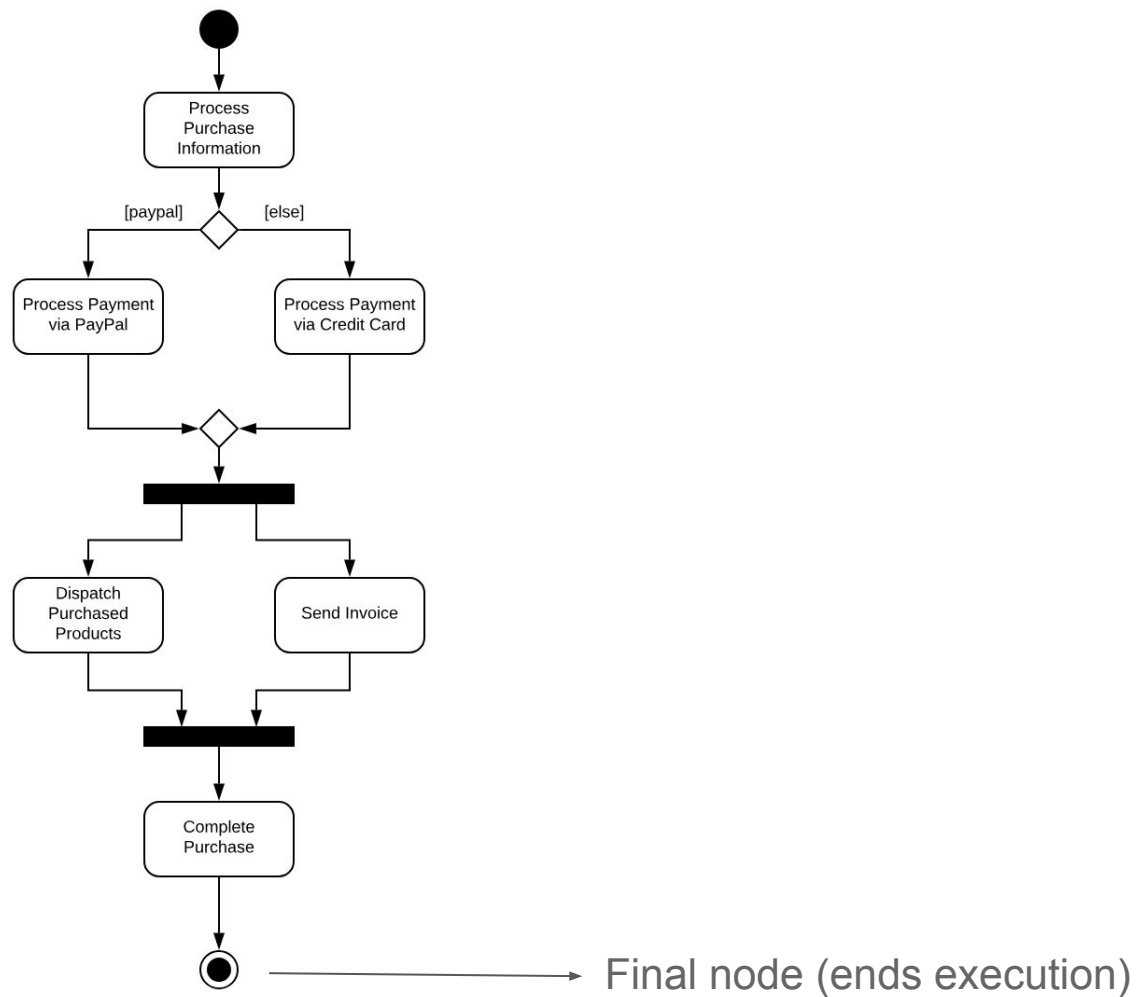 Process
Purchase
Information
[paypal]
[else]
Process Payment
via PayPal
Process Payment
via Credit Card
Dispatch
Purchased
Products
Send Invoice
Complete
Purchase
Final node (ends execution)